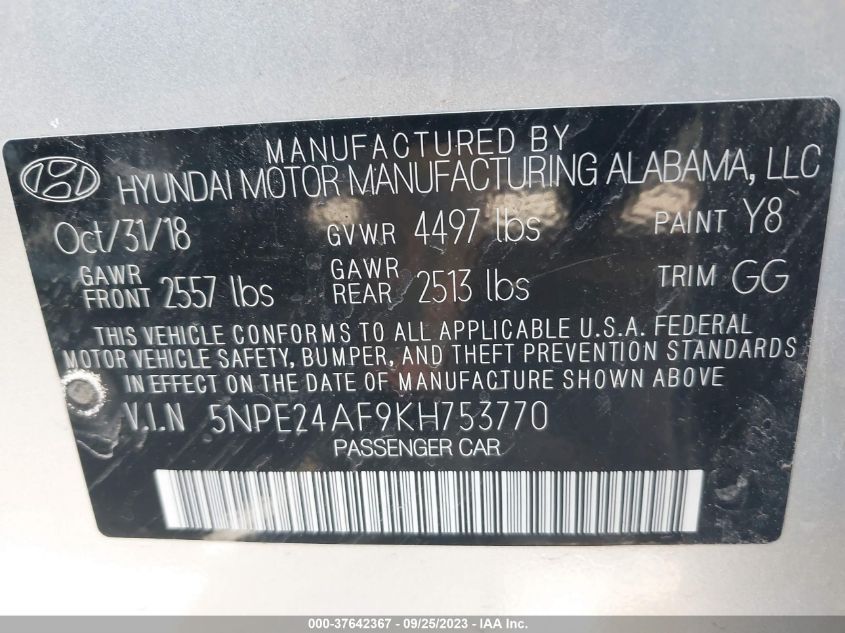 MANUFACTURED BY
HYUNDAI MOTOR MANUFACTURING ALABAMA, LLC
Oct/31/18 GVWR 4497 lbs PAINT Y8
GAWR FRONT 2557 lbs GAWR REAR 2513 lbs TRIM GG
THIS VEHICLE CONFORMS TO ALL APPLICABLE U.S.A. FEDERAL
MOTOR VEHICLE SAFETY, BUMPER, AND THEFT PREVENTION STANDARDS
IN EFFECT ON THE DATE OF MANUFACTURE SHOWN ABOVE
V.I.N 5NPE24AF9KH753770
PASSENGER CAR
000-37642367 - 09/25/2023 - IAA Inc.